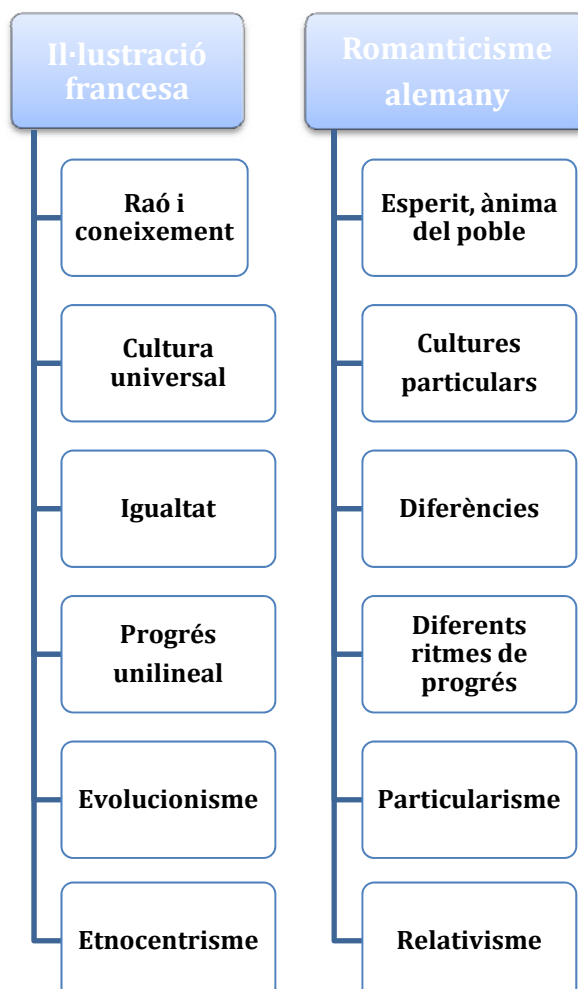 Il·lustració
francesa
Raó i
coneixement
Cultura
universal
Igualtat
Progrés
unilineal
Evolucionisme
Etnocentrisme
Romanticisme
alemany
Esperit, ànima
del poble
Cultures
particulars
Diferències
Diferents
ritmes de
progrés
Particularisme
Relativisme